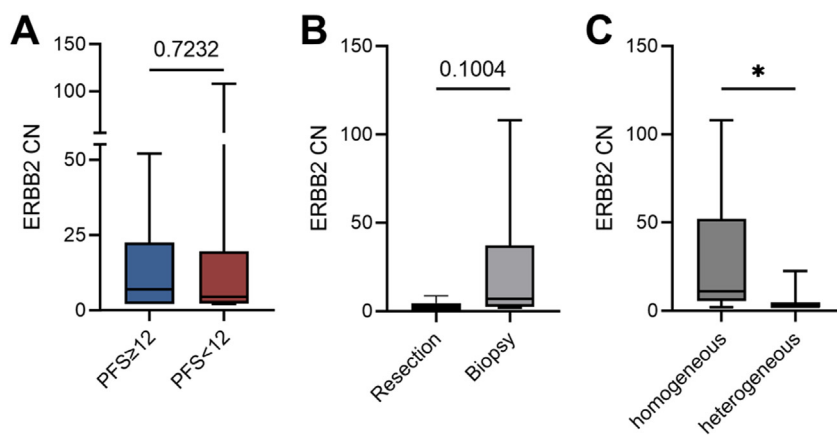 A
ERBB2 CN
150
100
50
25
0
0.7232
PFS≥12
PFS<12
B
ERBB2 CN
150
100
50
0
0.1004
Resection
Biopsy
C
ERBB2 CN
150
100
50
0
*
homogeneous
heterogeneous